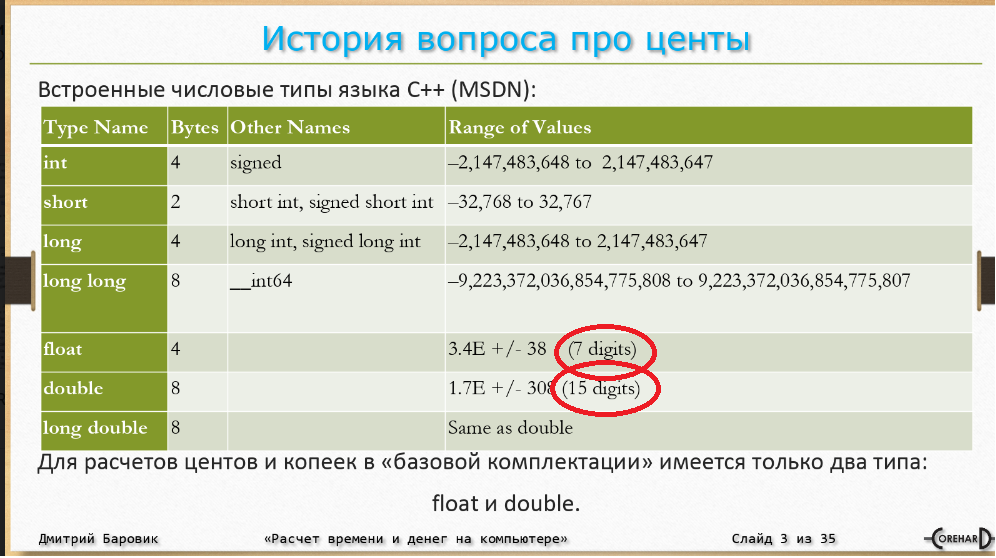 История вопроса про центы
Встроенные числовые типы языка C++ (MSDN):
Type Name Bytes Other Names Range of Values
int 4 signed –2,147,483,648 to 2,147,483,647
short 2 short int, signed short int –32,768 to 32,767
long 4 long int, signed long int –2,147,483,648 to 2,147,483,647
long long 8 __int64 –9,223,372,036,854,775,808 to 9,223,372,036,854,775,807
float 4 3.4E +/- 38 (7 digits)
double 8 1.7E +/- 308 (15 digits)
long double 8 Same as double
Для расчетов центов и копеек в «базовой комплектации» имеется только два типа:
float и double.
Дмитрий Боровик «Расчет времени и денег на компьютере» Слайд 3 из 35 COREHARD